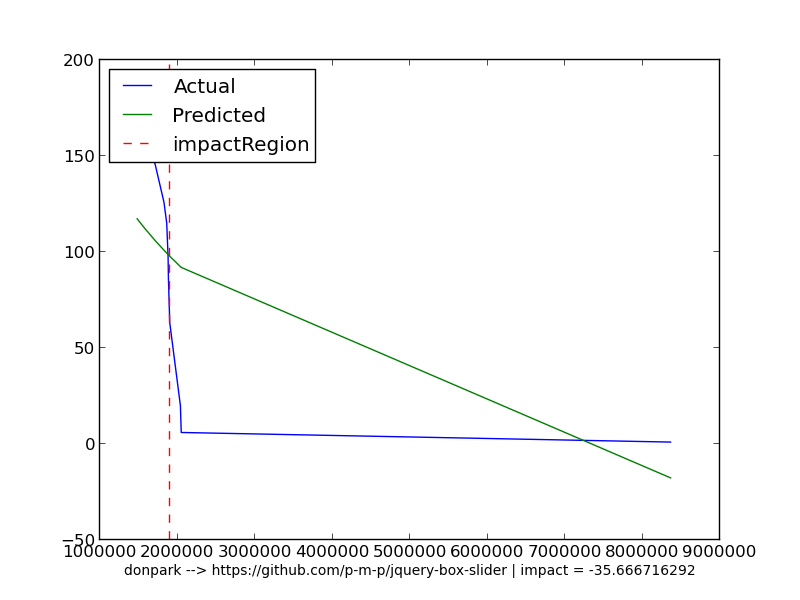 200
Actual
Predicted
impactRegion
150
100
50
0
−50
1000000 2000000 3000000 4000000 5000000 6000000 7000000 8000000 9000000
donpark --> https://github.com/p-m-p/jquery-box-slider | impact = -35.666716292